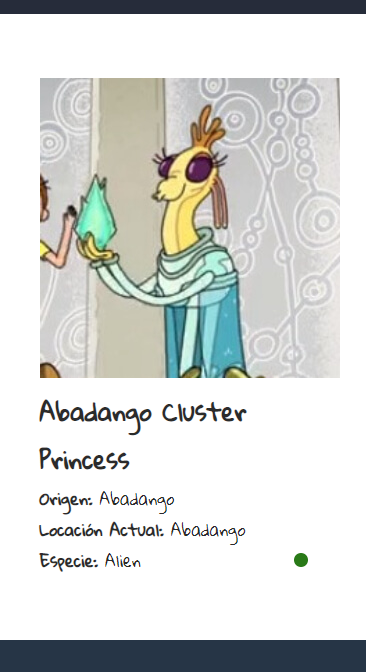 Abadango Cluster
Princess
Origen: Abadango
Locación Actual: Abadango
Especie: Alien